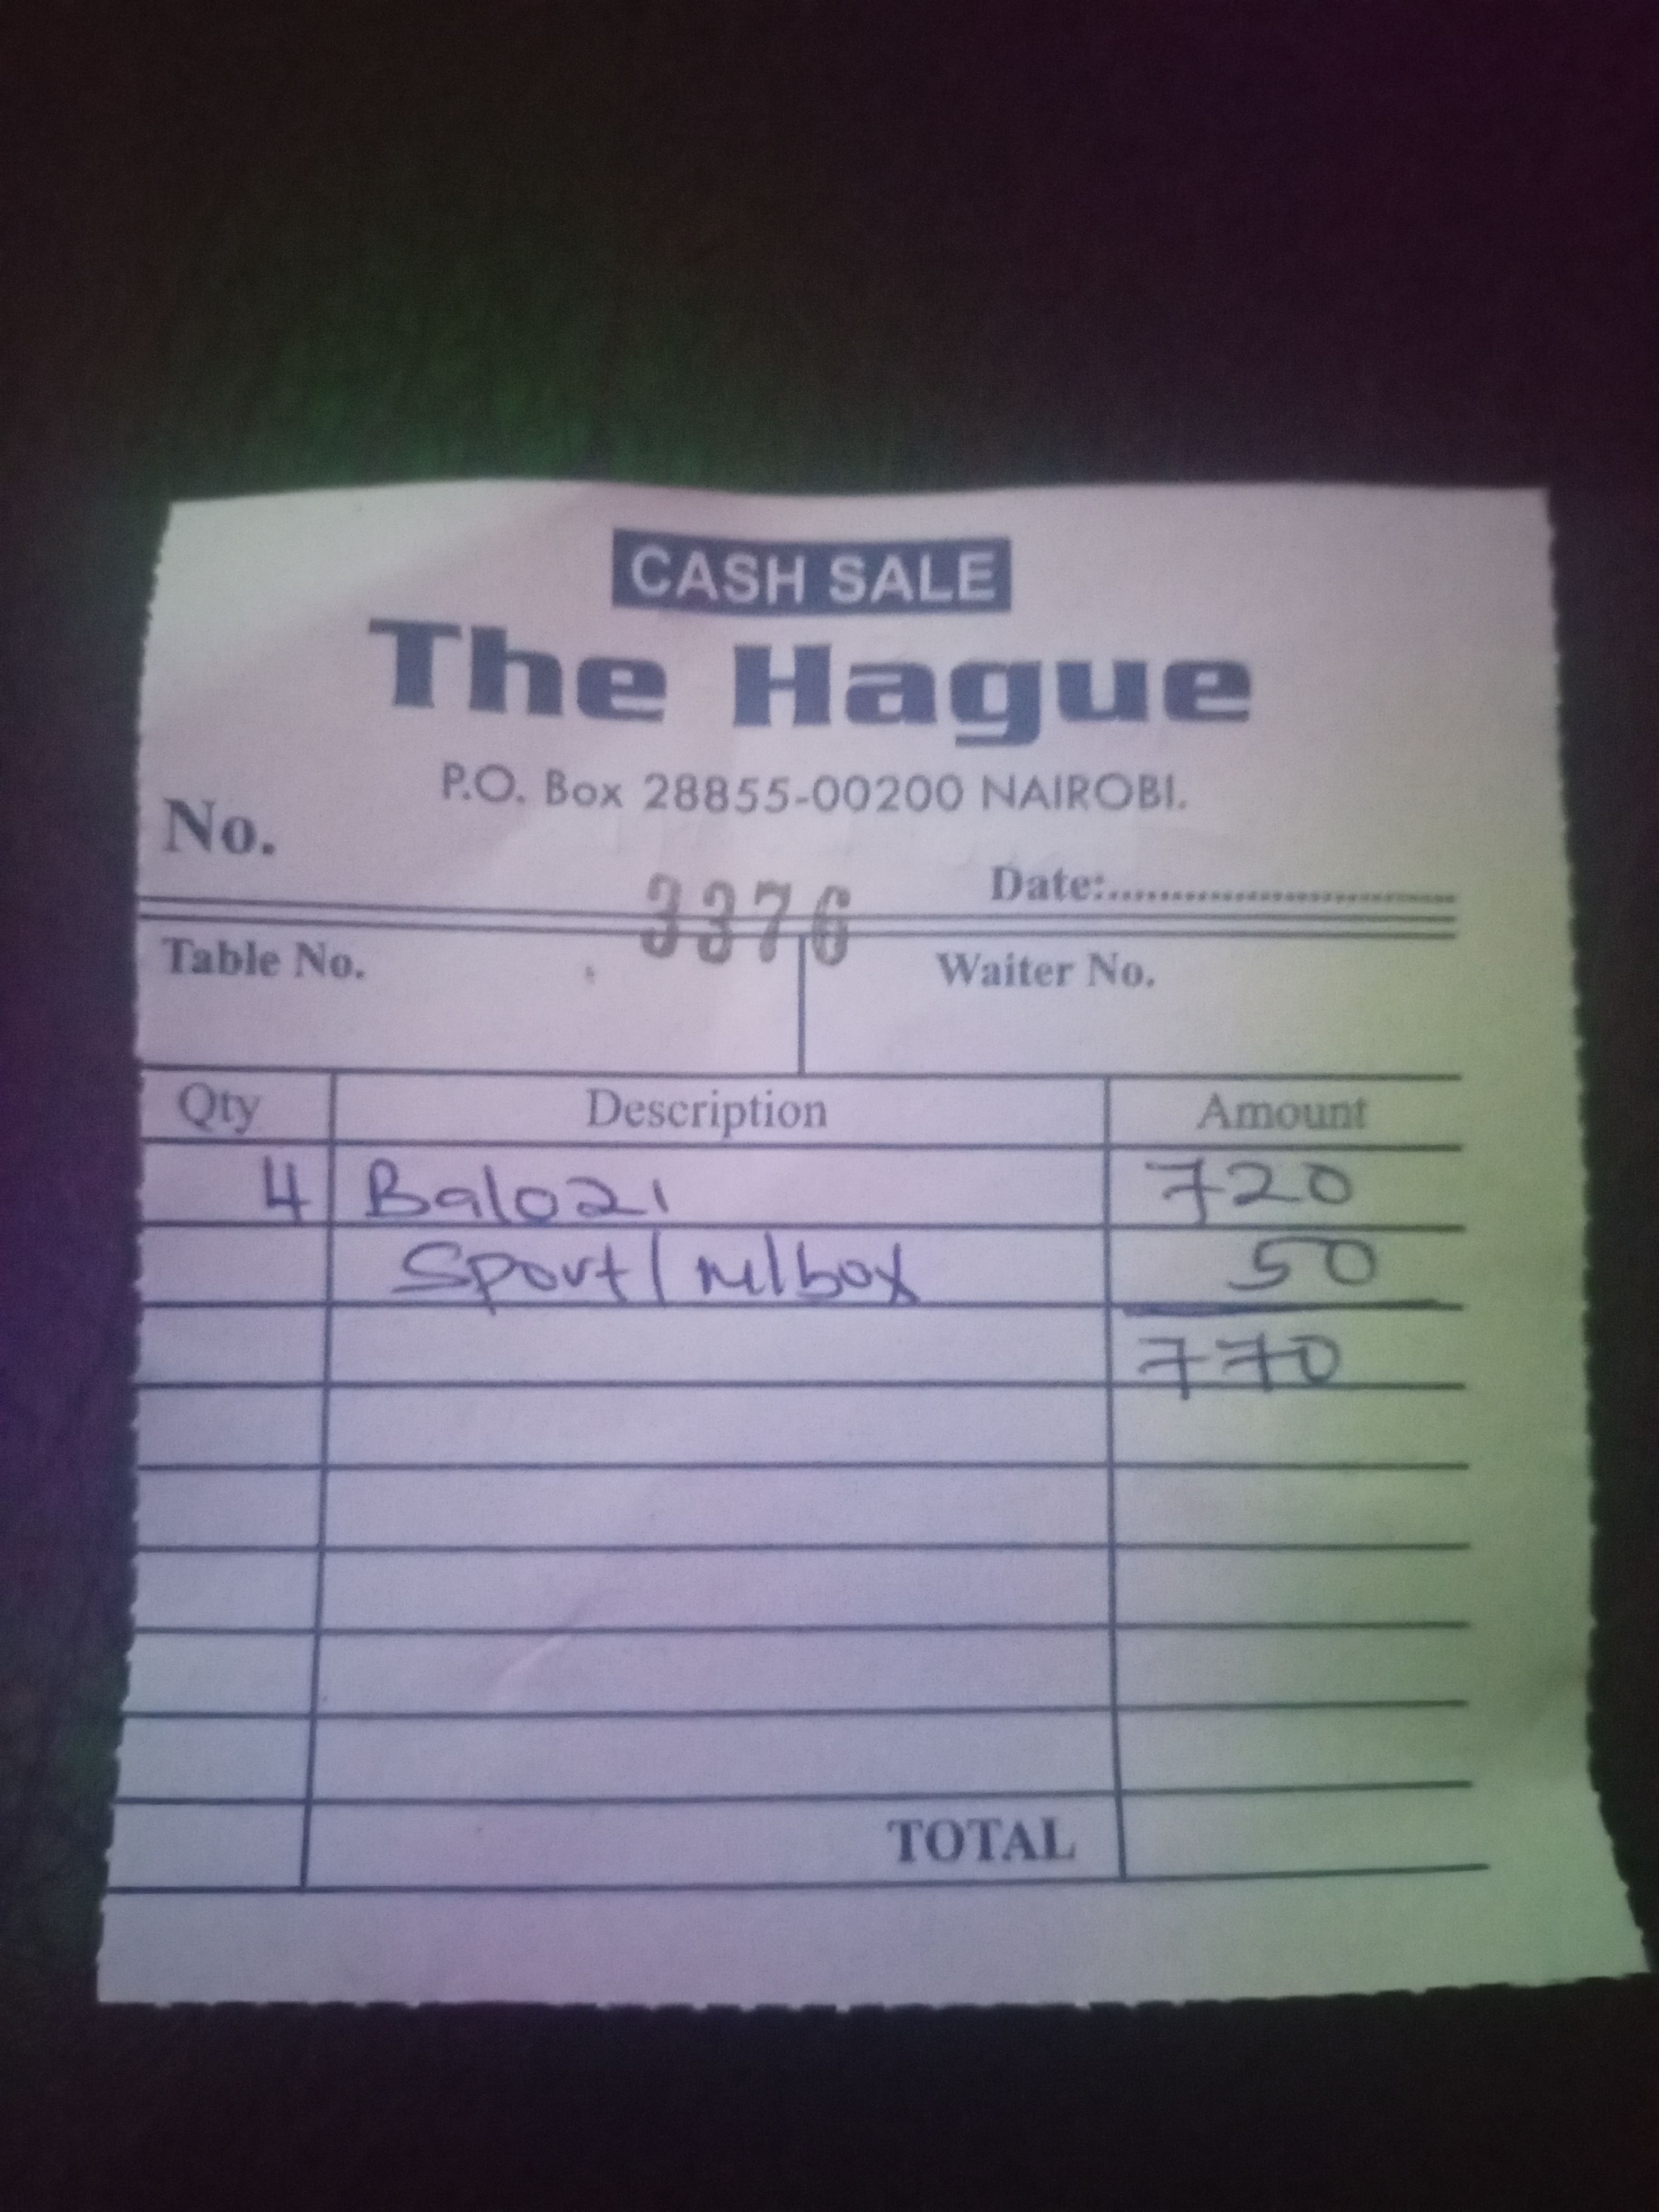 CASH SALE
The Hague
P.O. Box 28855-00200 NAIROBI.
No.
3376
Date:
Table No.
Waiter No.
Qty Description Amount
4 Balozi 720
Sport/ m/box 50
770
TOTAL